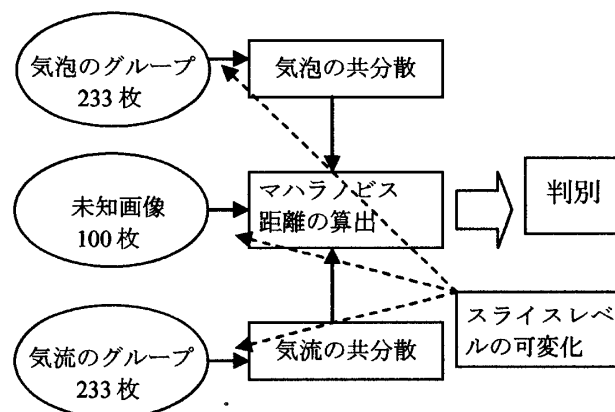 気泡のグループ
233 枚
気泡の共分散
未知画像
100 枚
マハラノビス
距離の算出
判別
気流のグループ
233 枚
気流の共分散
スライスレベ
ルの可変化